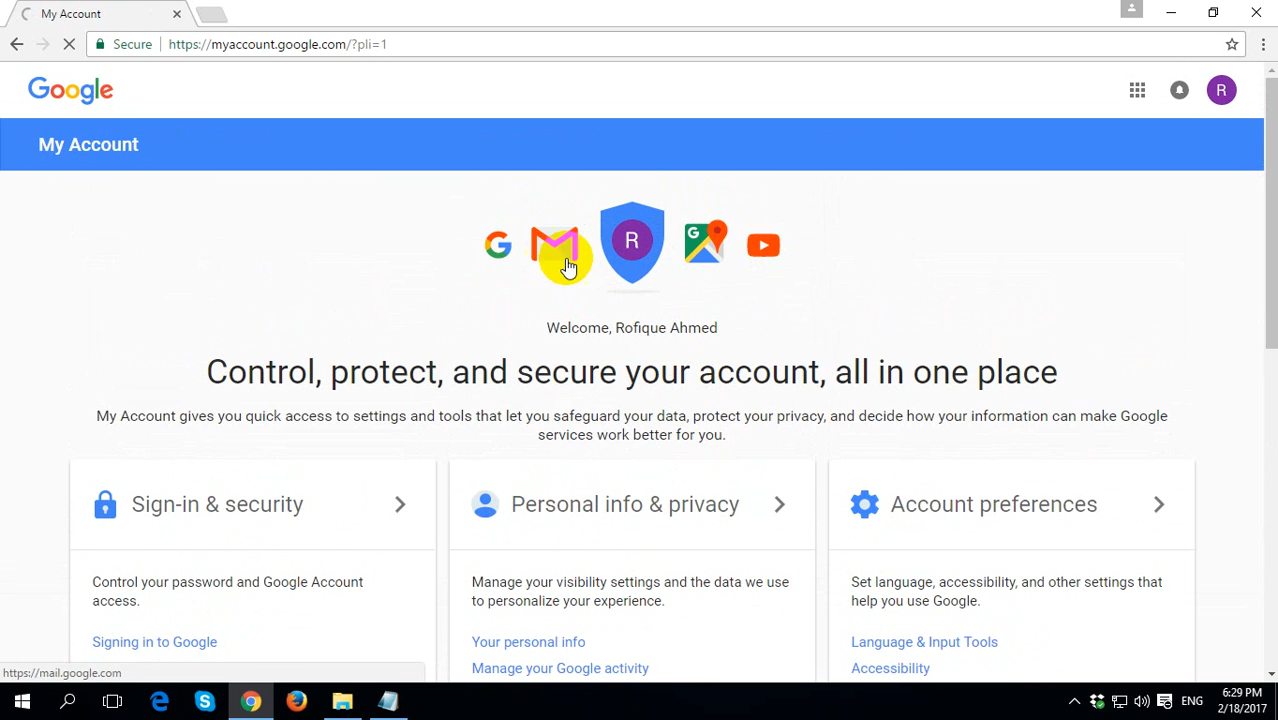 My Account
Secure
https://myaccount.google.com/?pli=1
Google
R
My Account
G
R
G
Welcome, Rofique Ahmed
Control, protect, and secure your account, all in one place
My Account gives you quick access to settings and tools that let you safeguard your data, protect your privacy, and decide how your information can make Google
services work better for you.
Sign-in & security
Control your password and Google Account
access.
Signing in to Google
Personal info & privacy
Manage your visibility settings and the data we use
to personalize your experience.
Your personal info
Manage your Google activity
Account preferences
Set language, accessibility, and other settings that
help you use Google.
Language & Input Tools
Accessibility
https://mail.google.com
ENG
6:29 PM
2/18/2017